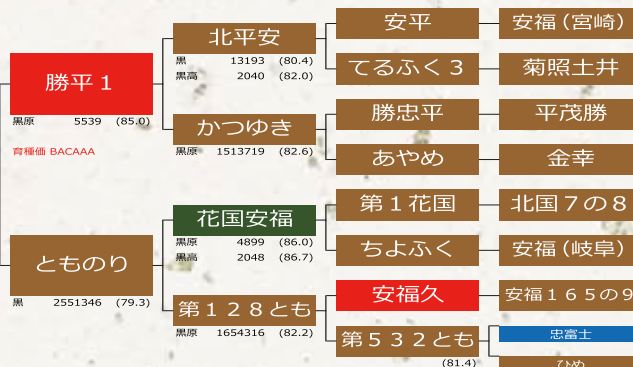 勝平１
黒原 5539 (85.0)
育種価 BACAAA
とものり
黒 2551346 (79.3)
北平安
黒 13193 (80.4)
黒高 2040 (82.0)
かつゆき
黒原 1513719 (82.6)
花国安福
黒原 4899 (86.0)
黒高 2048 (86.7)
第１２８とも
黒原 1654316 (82.2)
安平
てるふく３
勝忠平
あやめ
第１花国
ちよふく
安福久
第５３２とも
(81.4)
安福(宮崎)
菊照土井
平茂勝
金幸
北国７の８
安福(岐阜)
安福１６５の９
忠富士
ひめ